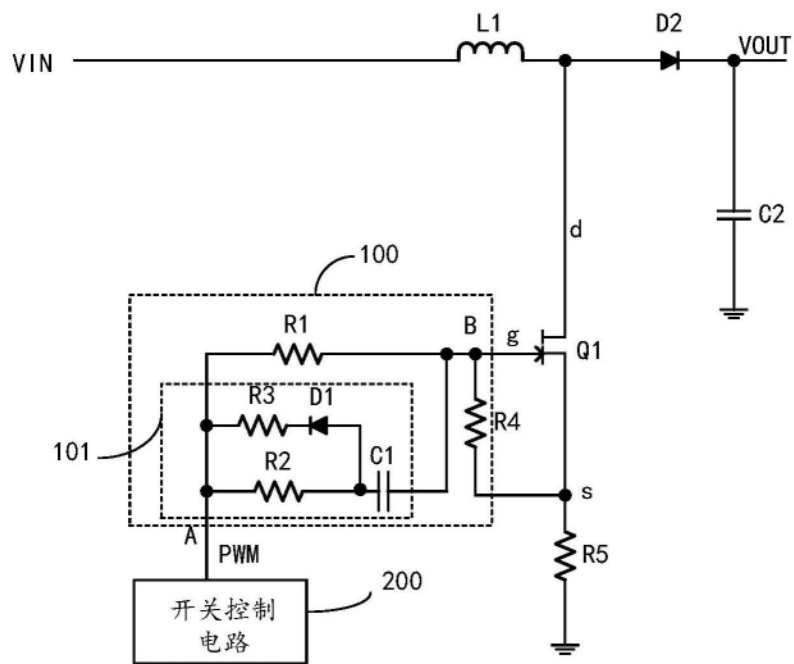 L1
D2
VIN
VOUT
C2
d
100
R1
B
g
Q1
R3
D1
R4
101
R2
C1
s
A
PWM
R5
200
开关控制
电路